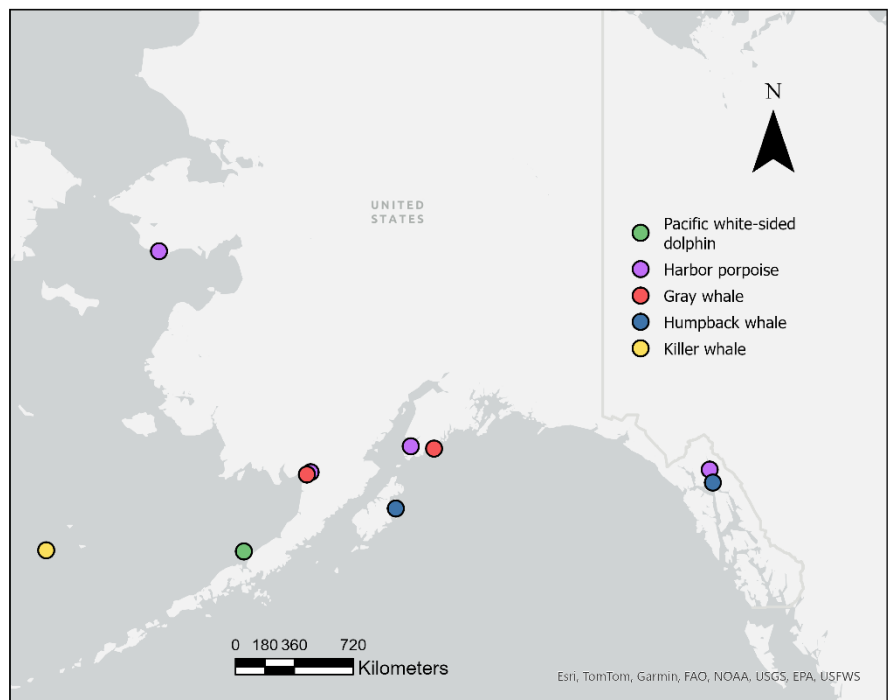 N
UNITED
STATES
Pacific white-sided
dolphin
Harbor porpoise
Gray whale
Humpback whale
Killer whale
0 180 360 720
Kilometers
Esri, TomTom, Garmin, FAO, NOAA, USGS, EPA, USFWS